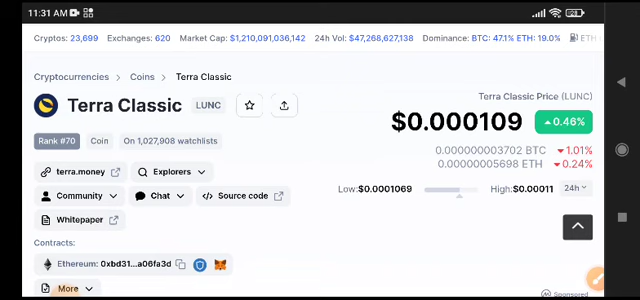 11:31 AM
Cryptos: 23,699 Exchanges: 620 Market Cap: $1,210,091,036,142 24h Vol: $47,268,627,138 Dominance: BTC: 47.1% ETH: 19.0% ETH
Cryptocurrencies > Coins > Terra Classic
Terra Classic LUNC
Terra Classic Price (LUNC)
$0.000109 0.46%
Rank #70 Coin On 1,027,908 watchlists
0.000000003702 BTC 1.01%
0.00000005698 ETH 0.24%
terra.money Explorers
Low:$0.0001069 High:$0.00011 24h
Community Chat </> Source code
Whitepaper
Contracts:
Ethereum: 0xbd31...a06fa3d
More
Sponsored